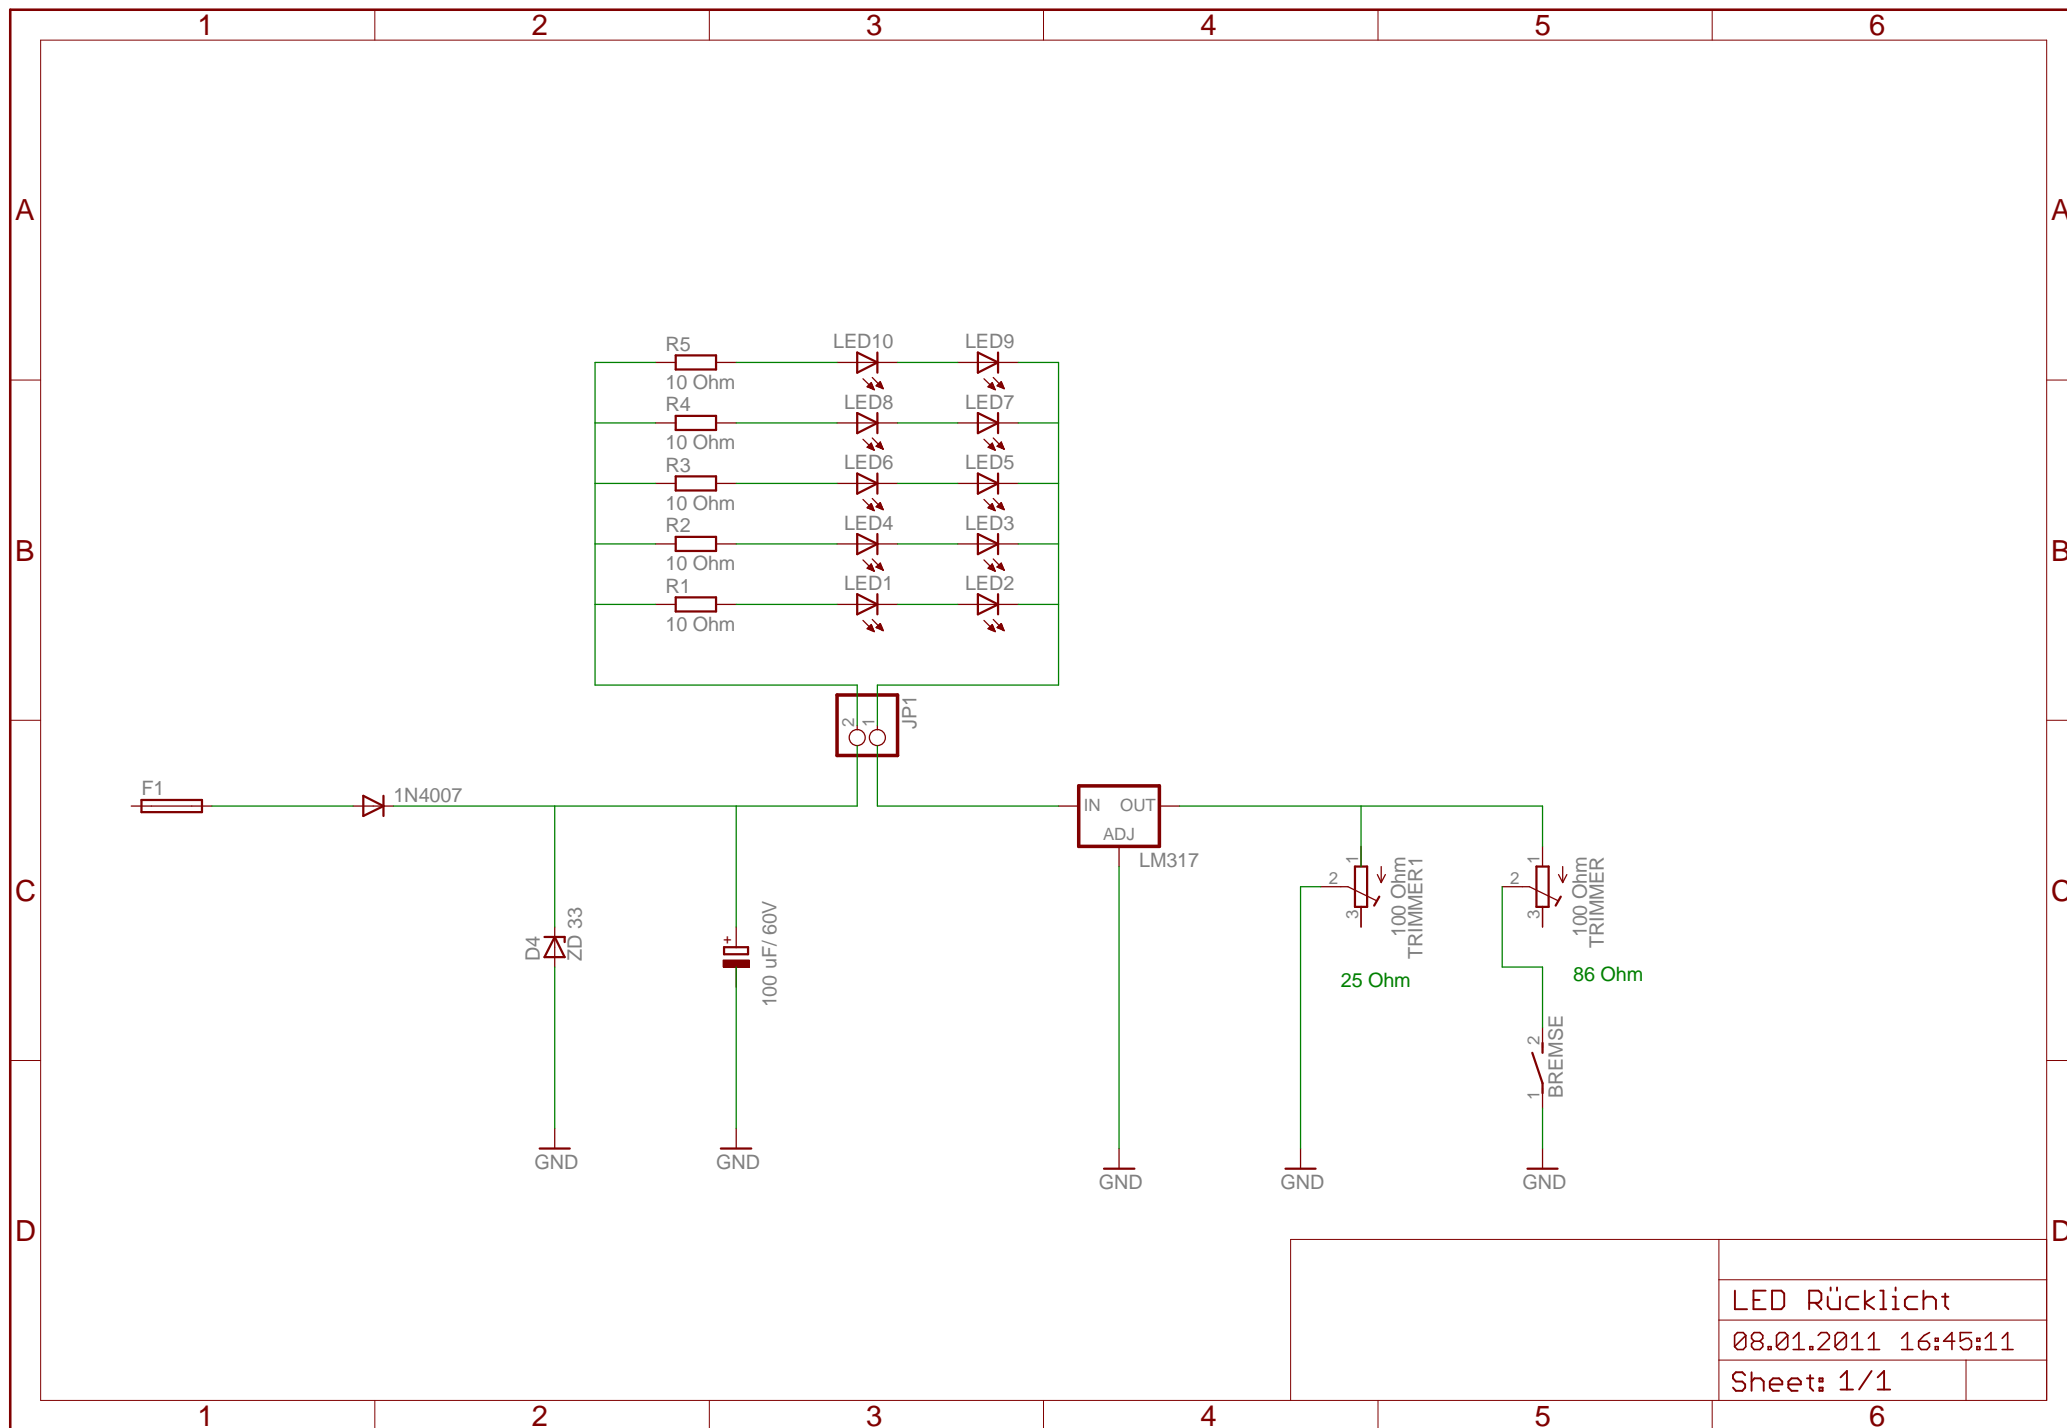 1 2 3 4 5 6
A A
R5 LED10 LED9
10 Ohm
R4 LED8 LED7
10 Ohm
R3 LED6 LED5
10 Ohm
R2 LED4 LED3
10 Ohm
R1 LED1 LED2
10 Ohm
B B
2 1 JP1
F1 1N4007
IN OUT
ADJ
LM317
C C
D4 ZD 33
+ 100 uF/ 60V
1 2 3 100 Ohm
TRIMMER1
25 Ohm
1 2 3 100 Ohm
TRIMMER
86 Ohm
2 1 BREMSE
GND GND GND GND GND
D D
LED Rücklicht
08.01.2011 16:45:11
Sheet: 1/1
1 2 3 4 5 6